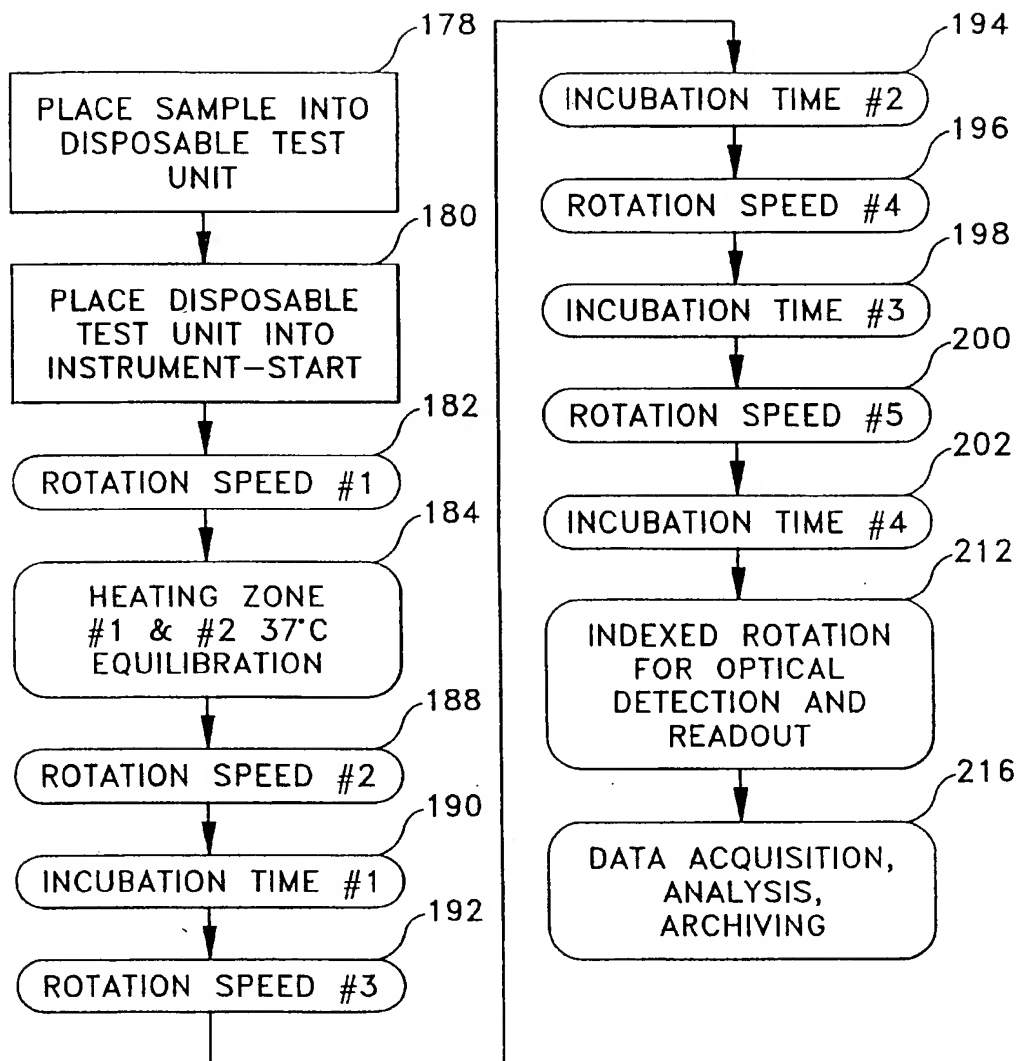 178
PLACE SAMPLE INTO
DISPOSABLE TEST
UNIT
180
PLACE DISPOSABLE
TEST UNIT INTO
INSTRUMENT-START
182
ROTATION SPEED #1
184
HEATING ZONE
#1 & #2 37°C
EQUILIBRATION
188
ROTATION SPEED #2
190
INCUBATION TIME #1
192
ROTATION SPEED #3
194
INCUBATION TIME #2
196
ROTATION SPEED #4
198
INCUBATION TIME #3
200
ROTATION SPEED #5
202
INCUBATION TIME #4
212
INDEXED ROTATION
FOR OPTICAL
DETECTION AND
READOUT
216
DATA ACQUISITION,
ANALYSIS,
ARCHIVING